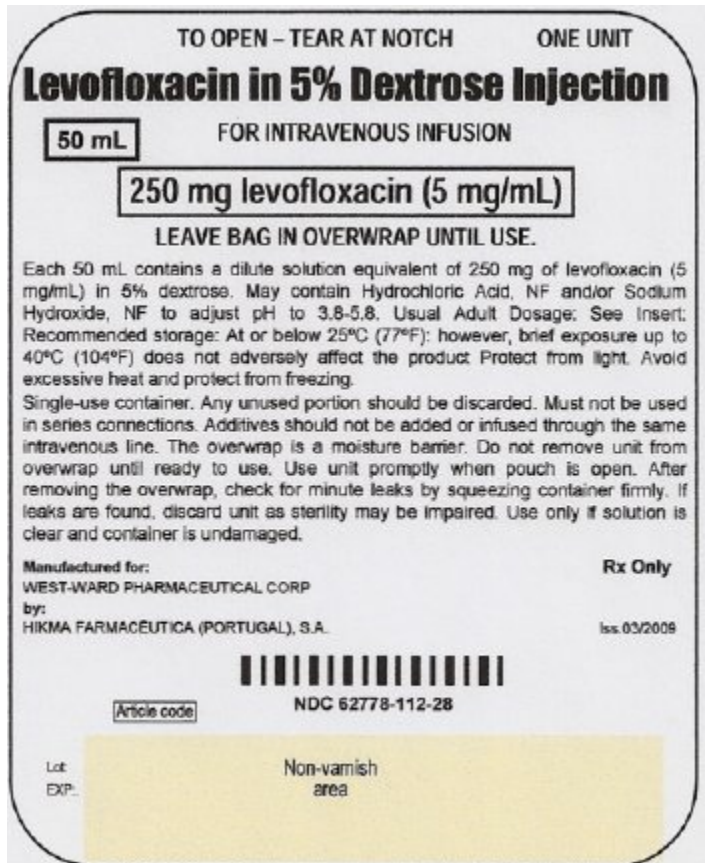 TO OPEN – TEAR AT NOTCH ONE UNIT
Levofloxacin in 5% Dextrose Injection
50 mL FOR INTRAVENOUS INFUSION
250 mg levofloxacin (5 mg/mL)
LEAVE BAG IN OVERWRAP UNTIL USE.
Each 50 mL contains a dilute solution equivalent of 250 mg of levofloxacin (5
mg/mL) in 5% dextrose. May contain Hydrochloric Acid, NF and/or Sodium
Hydroxide, NF to adjust pH to 3.8-5.8. Usual Adult Dosage: See Insert:
Recommended storage: At or below 25ºC (77ºF): however, brief exposure up to
40ºC (104ºF) does not adversely affect the product Protect from light. Avoid
excessive heat and protect from freezing.
Single-use container. Any unused portion should be discarded. Must not be used
in series connections. Additives should not be added or infused through the same
intravenous line. The overwrap is a moisture barrier. Do not remove unit from
overwrap until ready to use. Use unit promptly when pouch is open. After
removing the overwrap, check for minute leaks by squeezing container firmly. If
leaks are found, discard unit as sterility may be impaired. Use only if solution is
clear and container is undamaged.
Manufactured for: Rx Only
WEST-WARD PHARMACEUTICAL CORP
by:
HIKMA FARMACÊUTICA (PORTUGAL), S.A. Iss.03/2009
NDC 62778-112-28
Article code
Lot: Non-varnish
EXP.: area